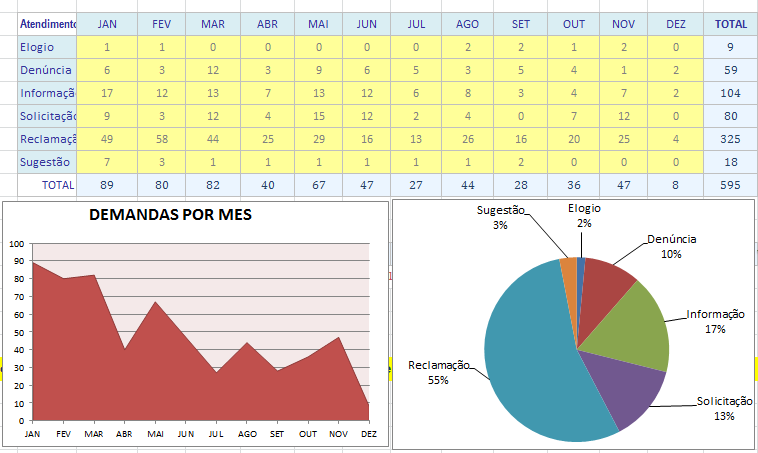 Atendimento JAN FEV MAR ABR MAI JUN JUL AGO SET OUT NOV DEZ TOTAL
Elogio 1 1 0 0 0 0 0 2 2 1 2 0 9
Denúncia 6 3 12 3 9 6 5 3 5 4 1 2 59
Informaçã 17 12 13 7 13 12 6 8 3 4 7 2 104
Solicitação 9 3 12 4 15 12 2 4 0 7 12 0 80
Reclamaçã 49 58 44 25 29 16 13 26 16 20 25 4 325
Sugestão 7 3 1 1 1 1 1 1 2 0 0 0 18
TOTAL 89 80 82 40 67 47 27 44 28 36 47 8 595
DEMANDAS POR MES
100
90
80
70
60
50
40
30
20
10
0
JAN FEV MAR ABR MAI JUN JUL AGO SET OUT NOV DEZ
Sugestão
3%
Elogio
2%
Denúncia
10%
Informação
17%
Reclamação
55%
Solicitação
13%